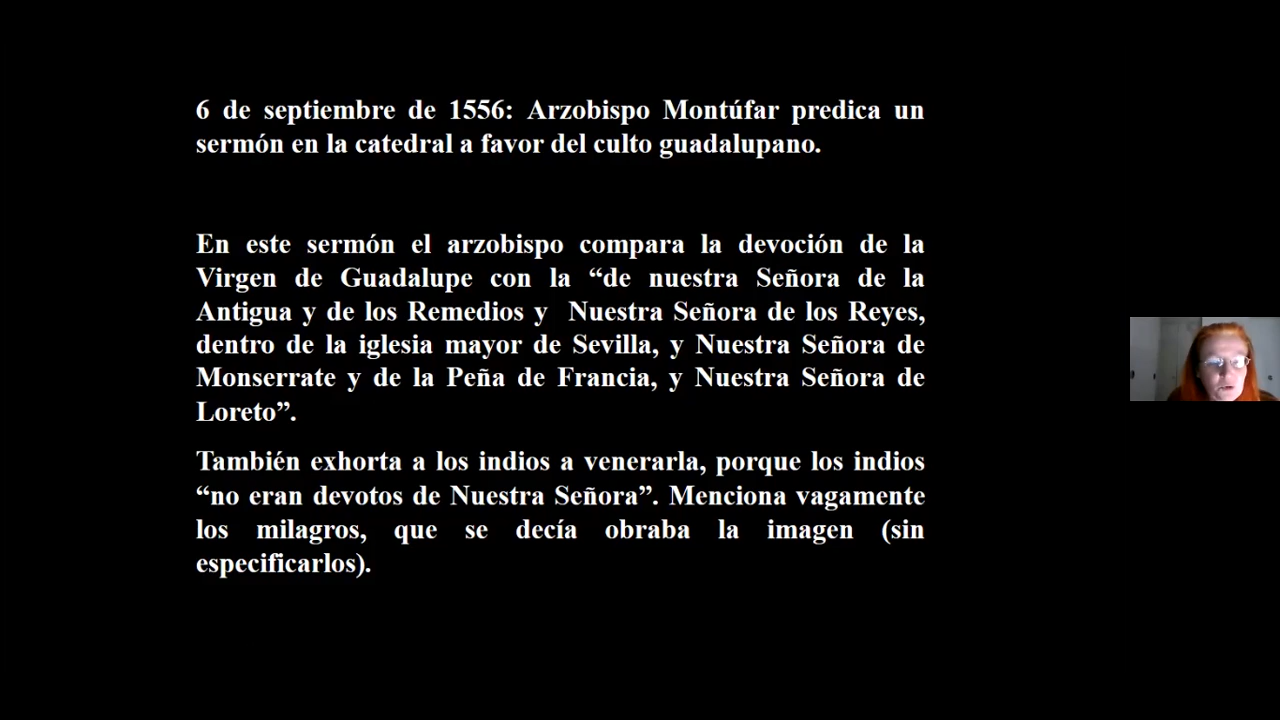 6 de septiembre de 1556: Arzobispo Montúfar predica un
sermón en la catedral a favor del culto guadalupano.
En este sermón el arzobispo compara la devoción de la
Virgen de Guadalupe con la “de nuestra Señora de la
Antigua y de los Remedios y Nuestra Señora de los Reyes,
dentro de la iglesia mayor de Sevilla, y Nuestra Señora de
Monserrate y de la Peña de Francia, y Nuestra Señora de
Loreto”.
También exhorta a los indios a venerarla, porque los indios
“no eran devotos de Nuestra Señora”. Menciona vagamente
los milagros, que se decía obraba la imagen (sin
especificarlos).